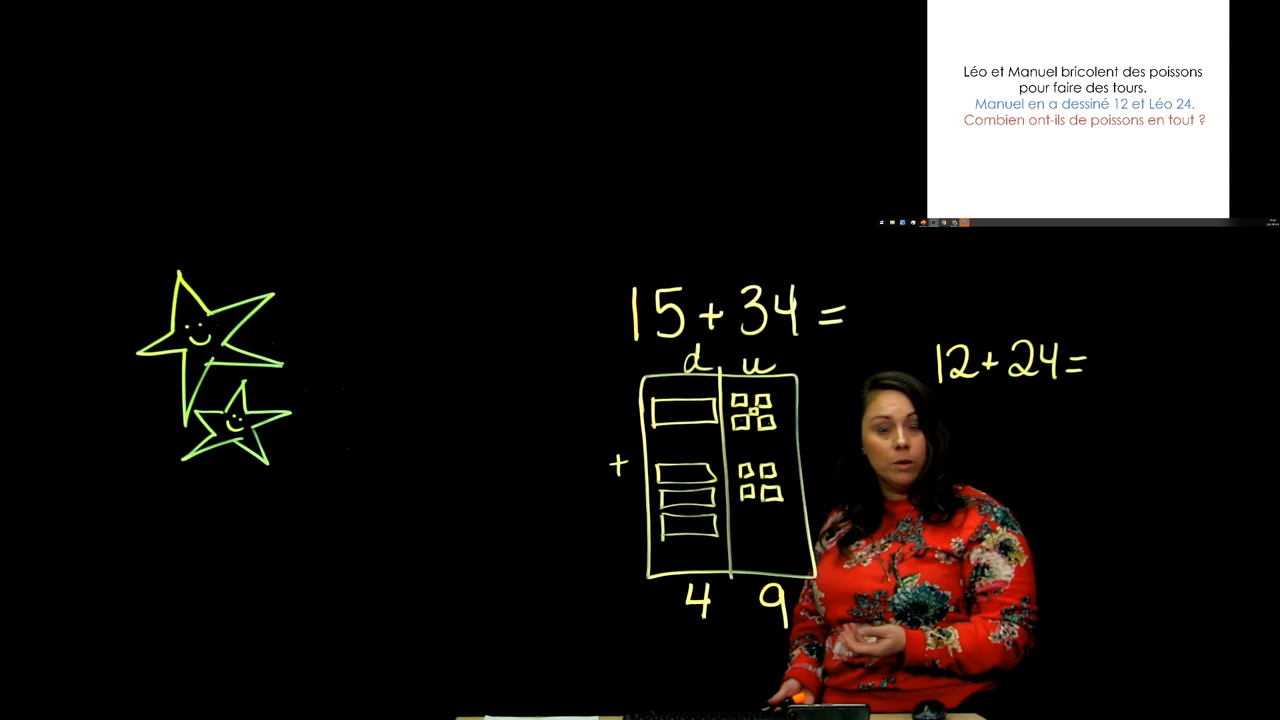 Léo et Manuel bricolent des poissons
pour faire des tours.
Manuel en a dessiné 12 et Léo 24.
Combien ont-ils de poissons en tout ?
15+34=
d u
+
4 9
12+24=